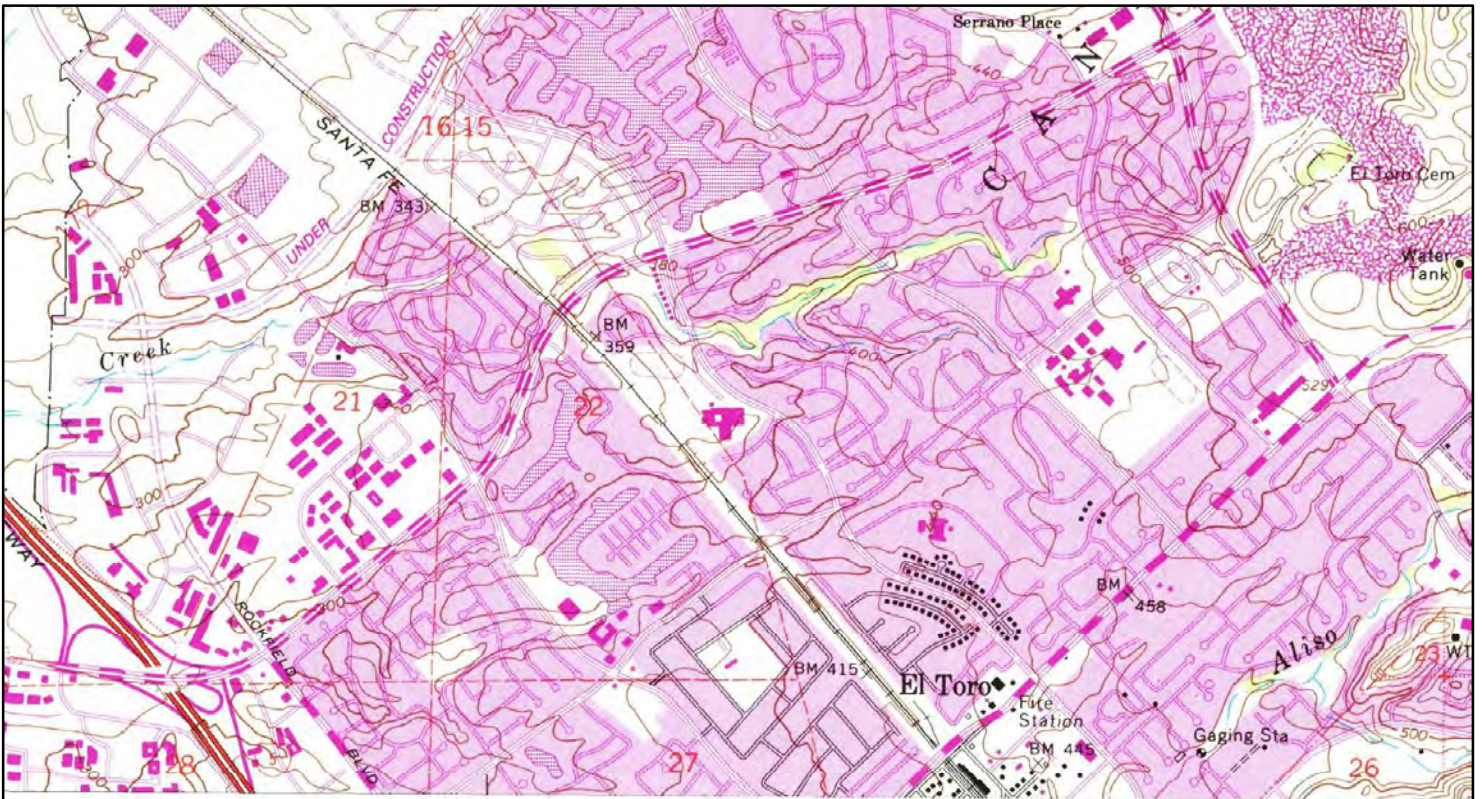 Serrano Place
440
N
A
C
CONSTRUCTION
UNDER
16 15
SANTA FE
BM 343
El Toro Cem
600
Water
Tank
300
380
500
BM
359
400
Creek
21
22
529
300
WAY
BM
458
300
ROCKFIELD
BLVD
BM 415
El Toro
Fire
Station
BM 445
Aliso
23
WT
Gaging Sta
500
28
300
27
26